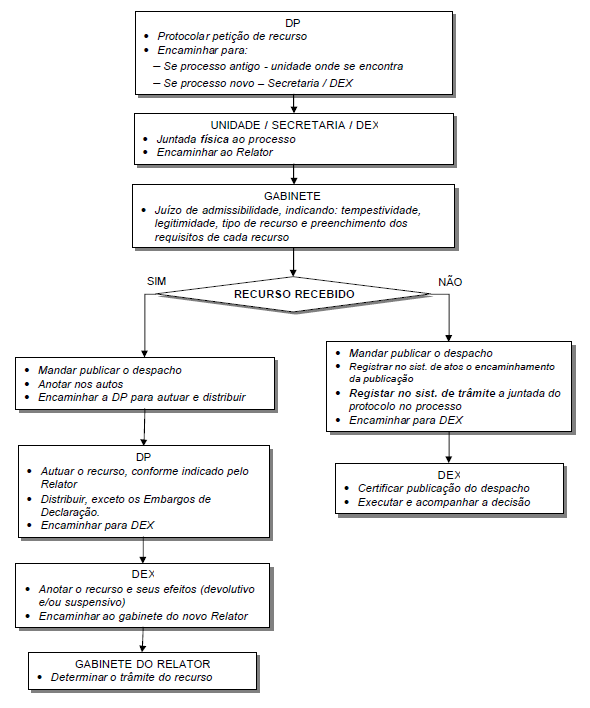 DP
• Protocolar petição de recurso
• Encaminhar para:
– Se processo antigo - unidade onde se encontra
– Se processo novo – Secretaria / DEX
UNIDADE / SECRETARIA / DEX
• Juntada física ao processo
• Encaminhar ao Relator
GABINETE
• Juízo de admissibilidade, indicando: tempestividade,
legitimidade, tipo de recurso e preenchimento dos
requisitos de cada recurso
SIM
NÃO
RECURSO RECEBIDO
• Mandar publicar o despacho
• Anotar nos autos
• Encaminhar a DP para autuar e distribuir
• Mandar publicar o despacho
• Registrar no sist. de atos o encaminhamento
da publicação
• Registar no sist. de trâmite a juntada do
protocolo no processo
• Encaminhar para DEX
DP
• Autuar o recurso, conforme indicado pelo
Relator
• Distribuir, exceto os Embargos de
Declaração.
• Encaminhar para DEX
DEX
• Certificar publicação do despacho
• Executar e acompanhar a decisão
DEX
• Anotar o recurso e seus efeitos (devolutivo
e/ou suspensivo)
• Encaminhar ao gabinete do novo Relator
GABINETE DO RELATOR
• Determinar o trâmite do recurso